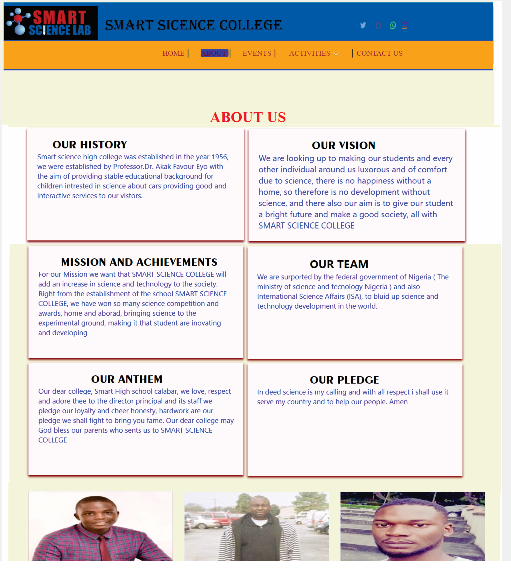 SMART
SCIENCE LAB
SMART SICENCE COLLEGE
HOME
ABOUT
EVENTS
ACTIVITIES
CONTACT US
ABOUT US
OUR HISTORY
Smart science high college was established in the year 1956,
we were established by Professor.Dr. Akak Favour Eyo with
the aim of providing stable educational background for
children intrested in science about cars providing good and
interactive services to our vistors.
OUR VISION
We are looking up to making our students and every
other individual around us luxorous and of comfort
due to science, there is no happiness without a
home, so therefore is no development without
science, and there also our aim is to give our student
a bright future and make a good society, all with
SMART SCIENCE COLLEGE
MISSION AND ACHIEVEMENTS
For our Mission we want that SMART SCIENCE COLLEGE will
add an increase in science and technology to the society.
Right from the establishment of the school SMART SCIENCE
COLLEGE, we have won so many science competition and
awards, home and aborad, bringing science to the
experimental ground, making it that student are inovating
and developing
OUR TEAM
We are surported by the federal government of Nigeria ( The
ministry of sdence and tecnology Nigeria ) and also
International Science Affairs (ISA), to bluid up science and
technology development in the world.
OUR ANTHEM
Our dear college, Smart High school calabar, we love, respect
and adore thee to the director principal and its staff we
pledge our loyalty and cheer honesty, hardwork are our
pledge we shall fight to bring you fame. Our dear college may
God bless our parents who sents us to SMART SCIENCE
COLLEGE
OUR PLEDGE
In deed science is my calling and with all respect i shall use it
serve my country and to help our people. Amen